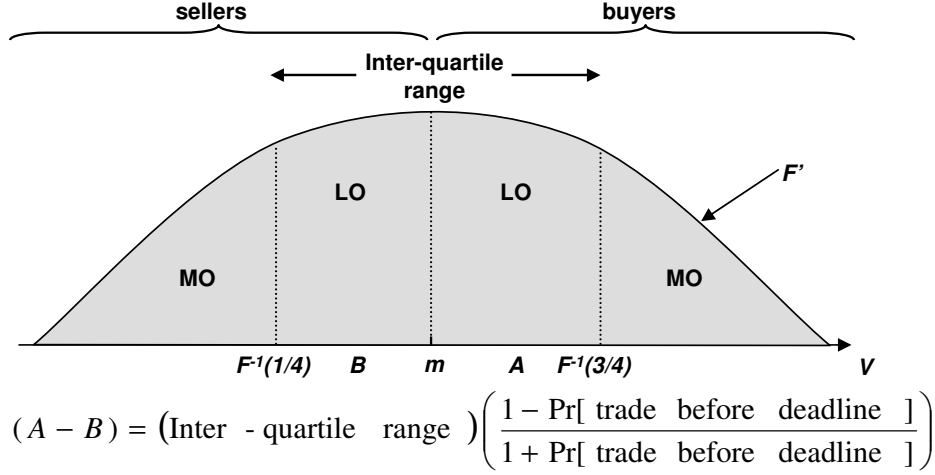 sellers buyers
Inter-quartile
range
F'
LO LO
MO MO
F⁻¹(1/4) B m A F⁻¹(3/4) V
(A − B) = (Inter - quartile range) (1 − Pr[ trade before deadline ] / 1 + Pr[ trade before deadline ])